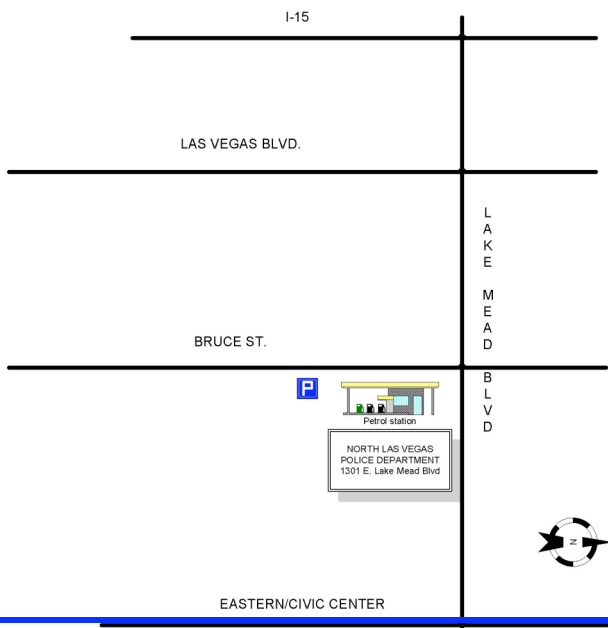 I-15
LAS VEGAS BLVD.
LAKE MEAD BLVD
BRUCE ST.
P
Petrol station
NORTH LAS VEGAS
POLICE DEPARTMENT
1301 E. Lake Mead Blvd
N
EASTERN/CIVIC CENTER